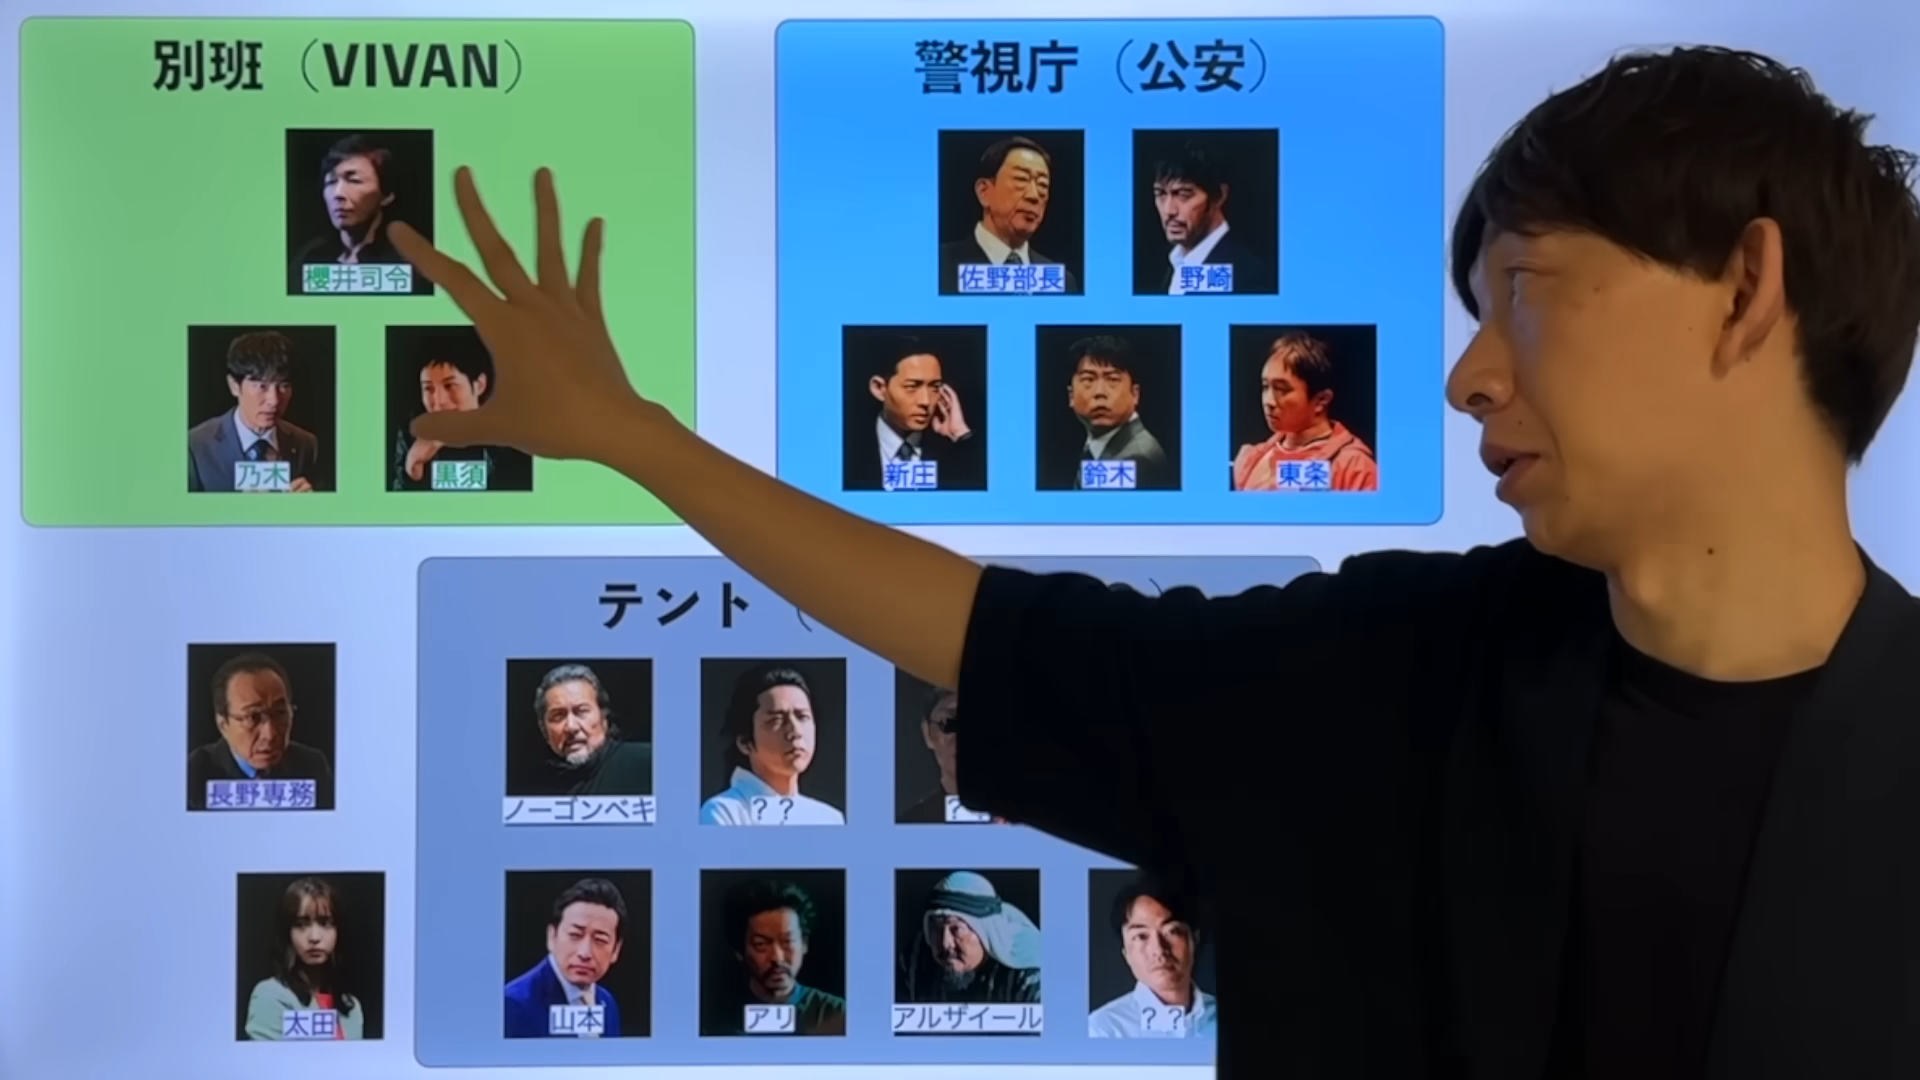 別班（VIVAN）
警視庁（公安）
櫻井司令
佐野部長
野崎
乃木
黒須
新庄
鈴木
東条
テント（
）
長野専務
ノーゴンベキ
？？
？
太田
山本
アリ
アルザイール
？？